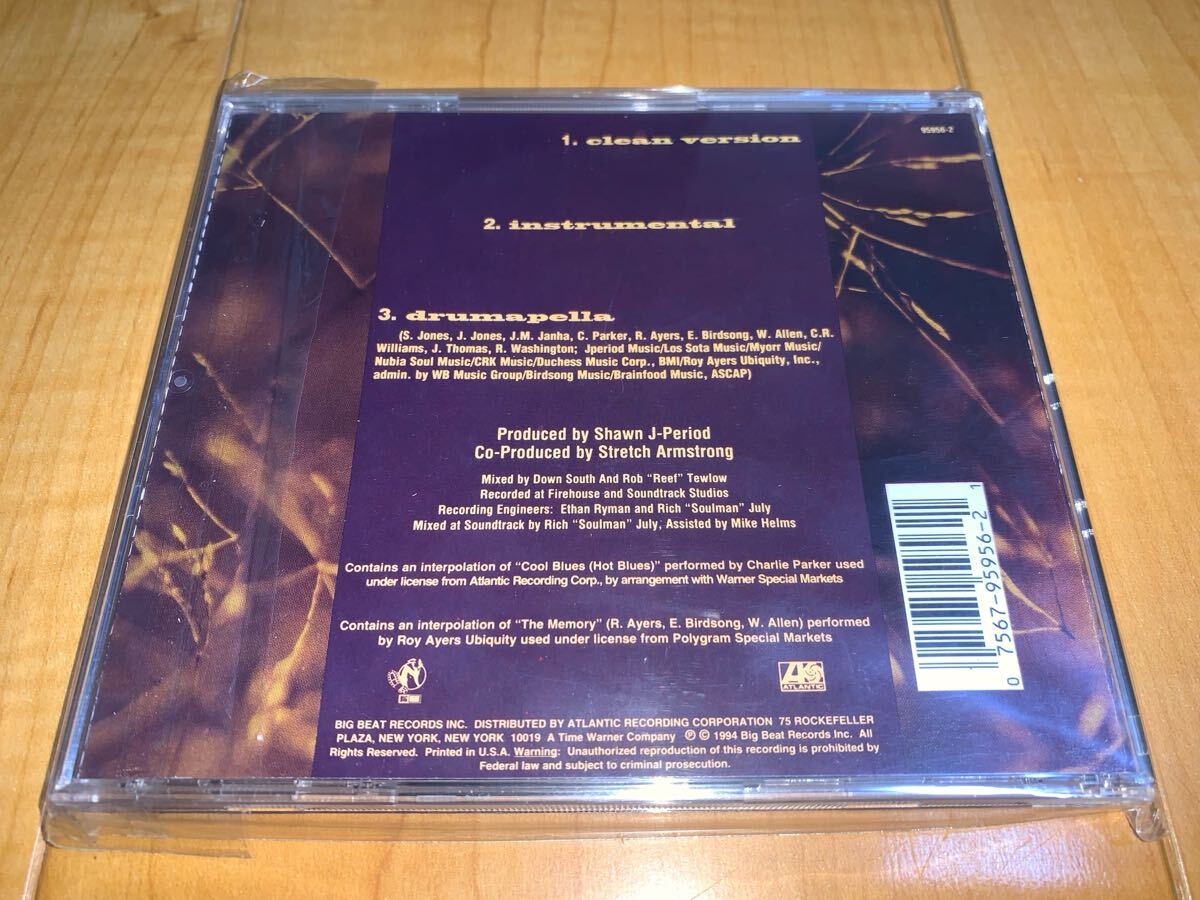 95956-2
1. clean version
2. instrumental
3. drumapella
(S. Jones, J. Jones, J.M. Janha, C. Parker, R. Ayers, E. Birdsong, W. Allen, C.R.
Williams, J. Thomas, R. Washington; Jperiod Music/Los Sota Music/Myorr Music/
Nubia Soul Music/CRK Music/Duchess Music Corp., BMI/Roy Ayers Ubiquity, Inc.,
admin. by WB Music Group/Birdsong Music/Brainfood Music, ASCAP)
Produced by Shawn J-Period
Co-Produced by Stretch Armstrong
Mixed by Down South And Rob "Reef" Tewlow
Recorded at Firehouse and Soundtrack Studios
Recording Engineers: Ethan Ryman and Rich "Soulman" July
Mixed at Soundtrack by Rich "Soulman" July, Assisted by Mike Helms
Contains an interpolation of "Cool Blues (Hot Blues)" performed by Charlie Parker used
under license from Atlantic Recording Corp., by arrangement with Warner Special Markets
Contains an interpolation of "The Memory" (R. Ayers, E. Birdsong, W. Allen) performed
by Roy Ayers Ubiquity used under license from Polygram Special Markets
0 7567-95956-2 1
ATLANTIC
BIG BEAT RECORDS INC. DISTRIBUTED BY ATLANTIC RECORDING CORPORATION 75 ROCKEFELLER
PLAZA, NEW YORK, NEW YORK 10019 A Time Warner Company ℗ © 1994 Big Beat Records Inc. All
Rights Reserved. Printed in U.S.A. Warning: Unauthorized reproduction of this recording is prohibited by
Federal law and subject to criminal prosecution.